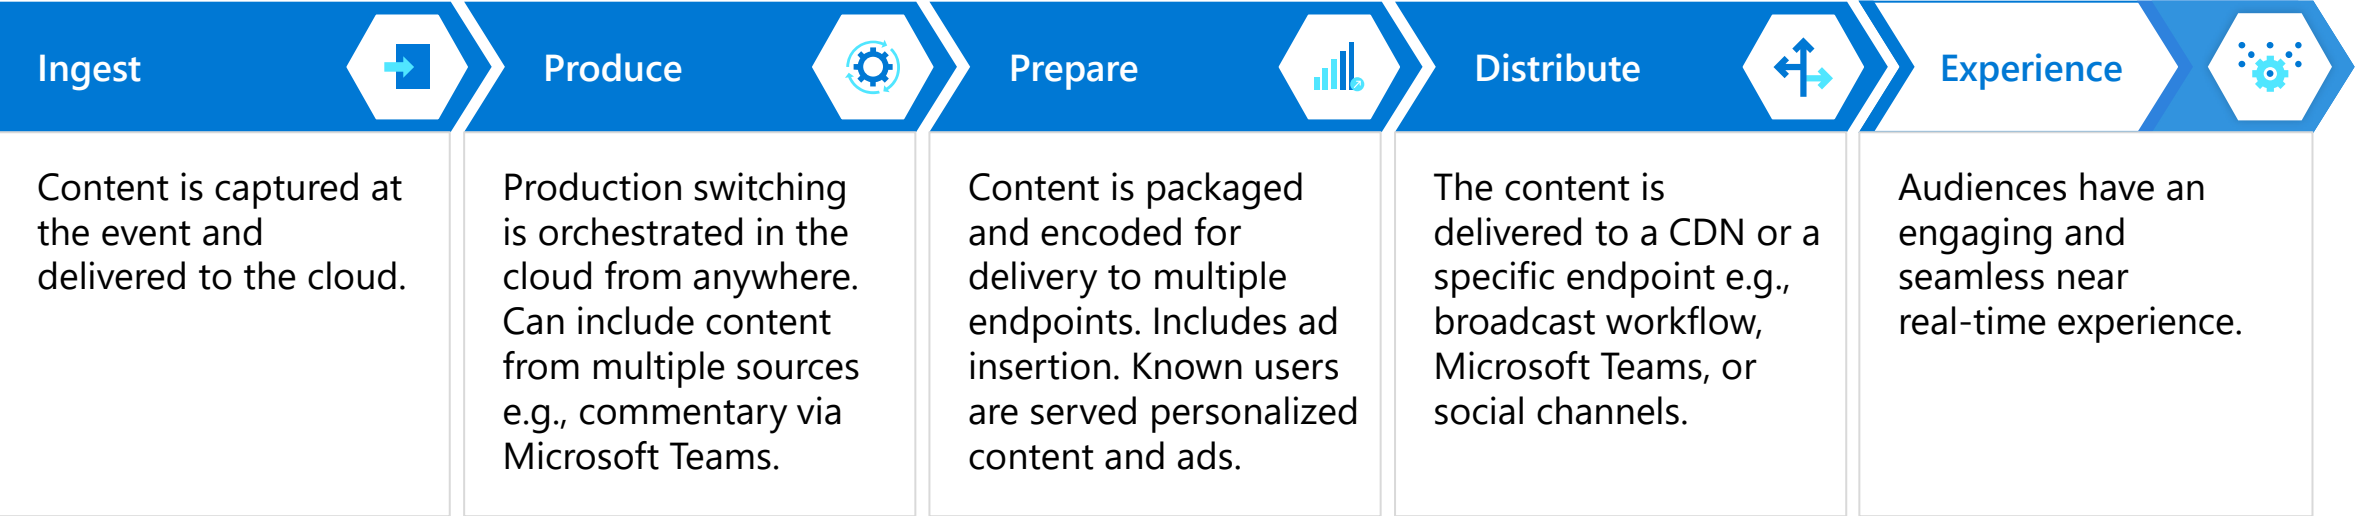 Ingest
Content is captured at
the event and
delivered to the cloud.
Produce
Production switching
is orchestrated in the
cloud from anywhere.
Can include content
from multiple sources
e.g., commentary via
Microsoft Teams.
Prepare
Content is packaged
and encoded for
delivery to multiple
endpoints. Includes ad
insertion. Known users
are served personalized
content and ads.
Distribute
The content is
delivered to a CDN or a
specific endpoint e.g.,
broadcast workflow,
Microsoft Teams, or
social channels.
Experience
Audiences have an
engaging and
seamless near
real-time experience.